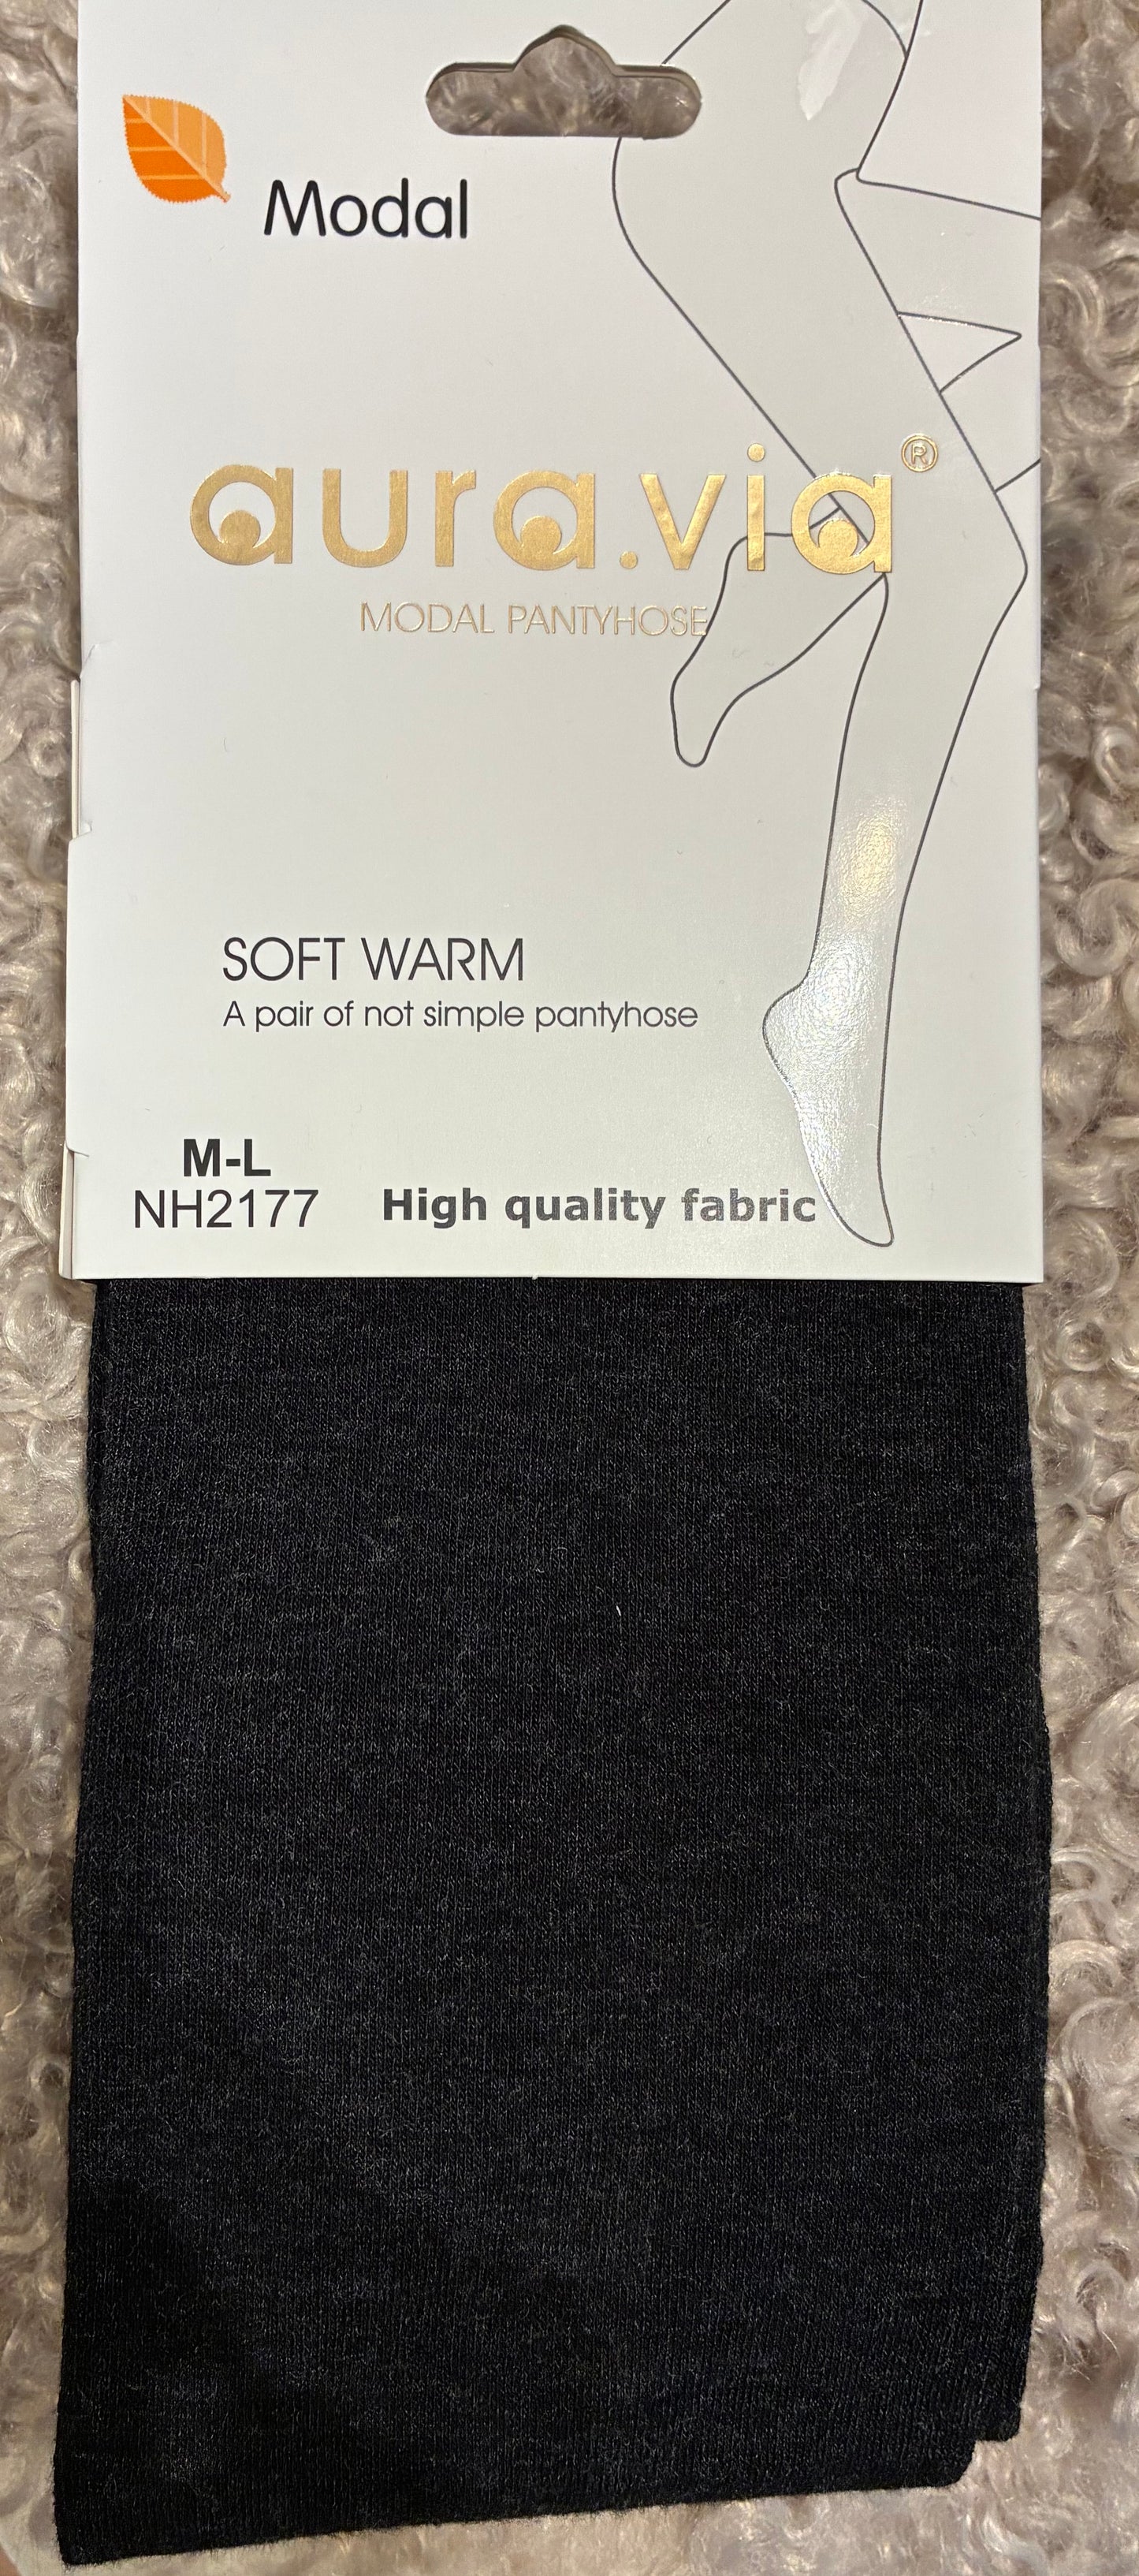 Modal
aura.via®
MODAL PANTYHOSE
SOFT WARM
A pair of not simple pantyhose
M-L
NH2177
High quality fabric